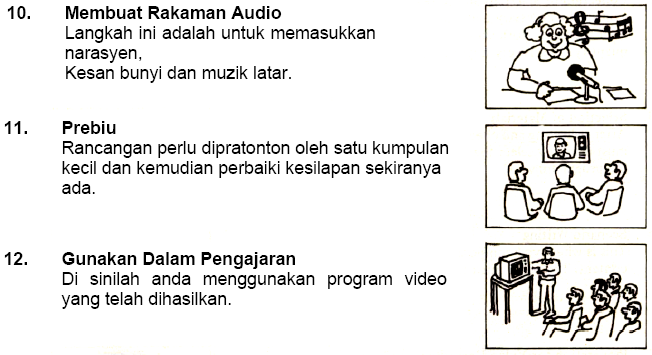 10. Membuat Rakaman Audio
Langkah ini adalah untuk memasukkan
narasyen,
Kesan bunyi dan muzik latar.
11. Prebiu
Rancangan perlu dipratonton oleh satu kumpulan
kecil dan kemudian perbaiki kesilapan sekiranya
ada.
12. Gunakan Dalam Pengajaran
Di sinilah anda menggunakan program video
yang telah dihasilkan.